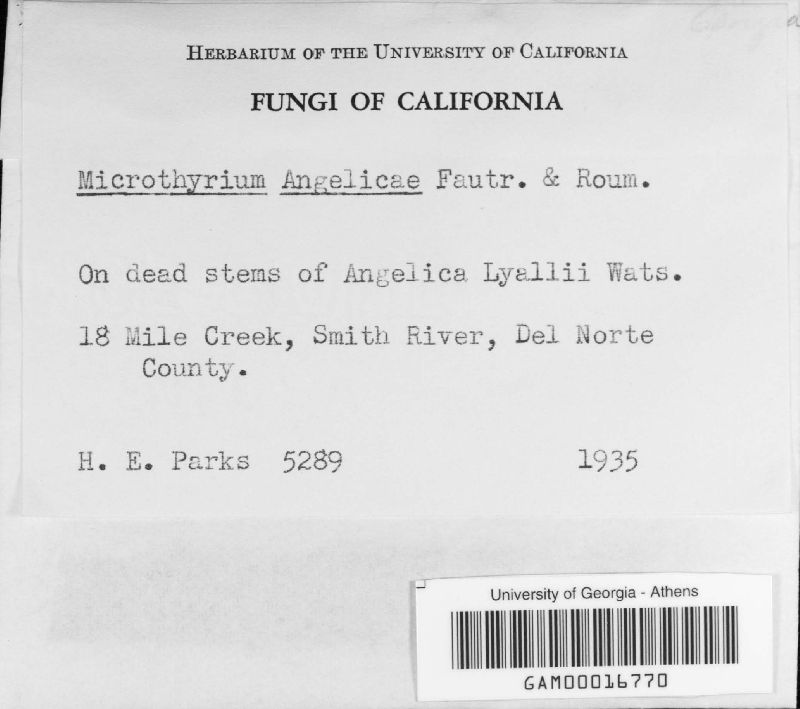 Georgia
HERBARIUM OF THE UNIVERSITY OF CALIFORNIA
FUNGI OF CALIFORNIA
Microthyrium Angelicae Fautr. & Roum.
On dead stems of Angelica Lyallii Wats.
18 Mile Creek, Smith River, Del Norte
County.
H. E. Parks 5289 1935
University of Georgia - Athens
GAM00016770